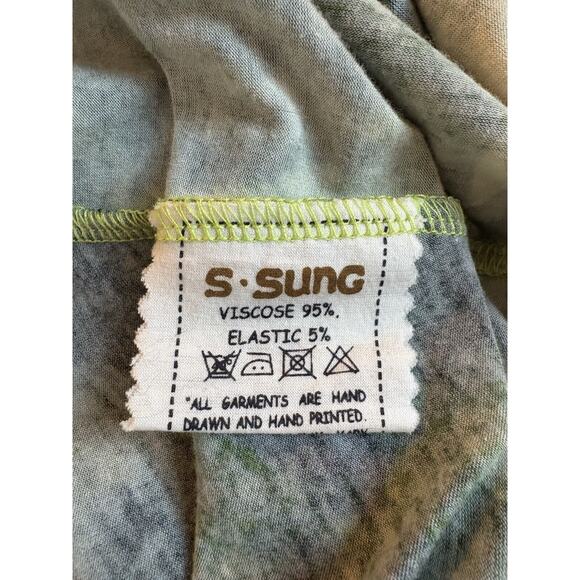 S·SUNG
VISCOSE 95%.
ELASTIC 5%
"ALL GARMENTS ARE HAND
DRAWN AND HAND PRINTED.